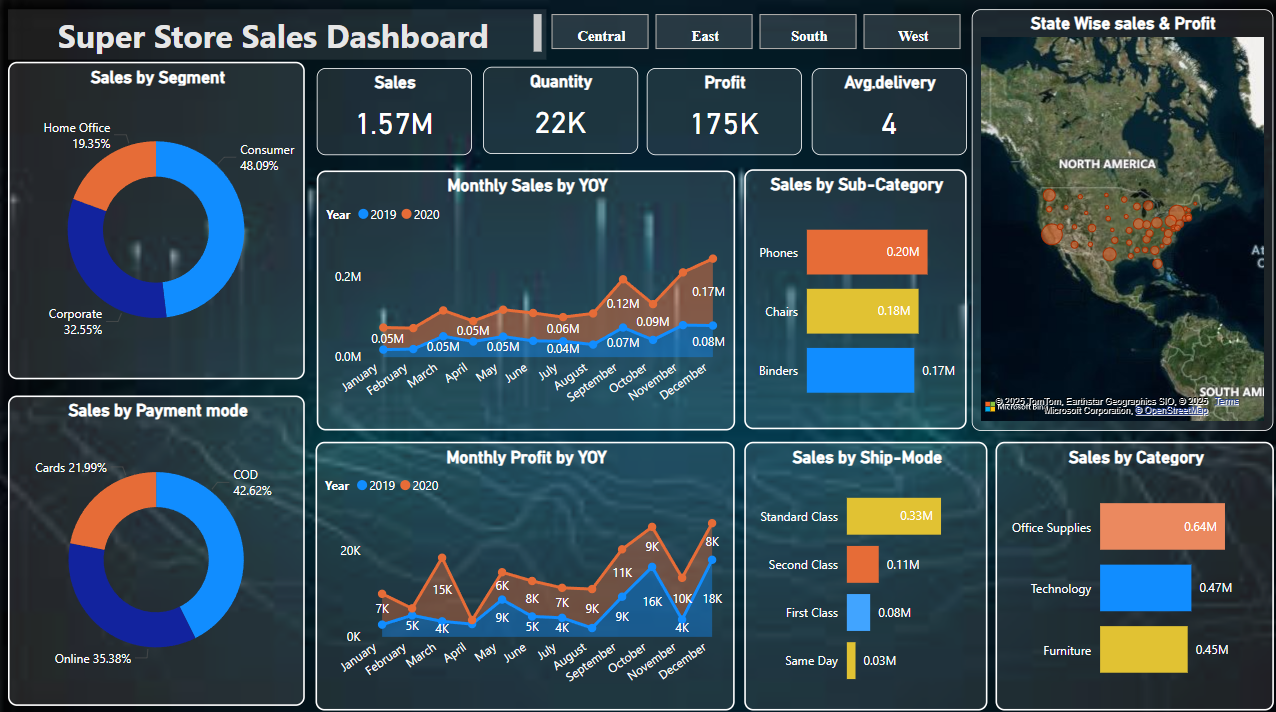 Super Store Sales Dashboard
Central
East
South
West
State Wise sales & Profit
NORTH AMERICA
SOUTH AM
At
© 2025 TomTom, Earthstar Geographics SIO, © 2025
Microsoft Corporation, © OpenStreetMap
Terms
Microsoft Bing
Sales by Segment
Home Office
19.35%
Consumer
48.09%
Corporate
32.55%
Sales
1.57M
Quantity
22K
Profit
175K
Avg.delivery
4
Monthly Sales by YOY
Year 2019 2020
0.2M
0.0M
0.05M
0.05M
0.06M
0.12M
0.09M
0.17M
0.05M
0.05M
0.04M
0.07M
0.08M
January
February
March
April
May
June
July
August
September
October
November
December
Sales by Sub-Category
Phones 0.20M
Chairs 0.18M
Binders 0.17M
Sales by Payment mode
Cards 21.99%
COD
42.62%
Online 35.38%
Monthly Profit by YOY
Year 2019 2020
20K
0K
7K
15K
6K
8K
7K
9K
11K
9K
10K
8K
5K
4K
9K
5K
4K
9K
16K
4K
18K
January
February
March
April
May
June
July
August
September
October
November
December
Sales by Ship-Mode
Standard Class 0.33M
Second Class 0.11M
First Class 0.08M
Same Day 0.03M
Sales by Category
Office Supplies 0.64M
Technology 0.47M
Furniture 0.45M